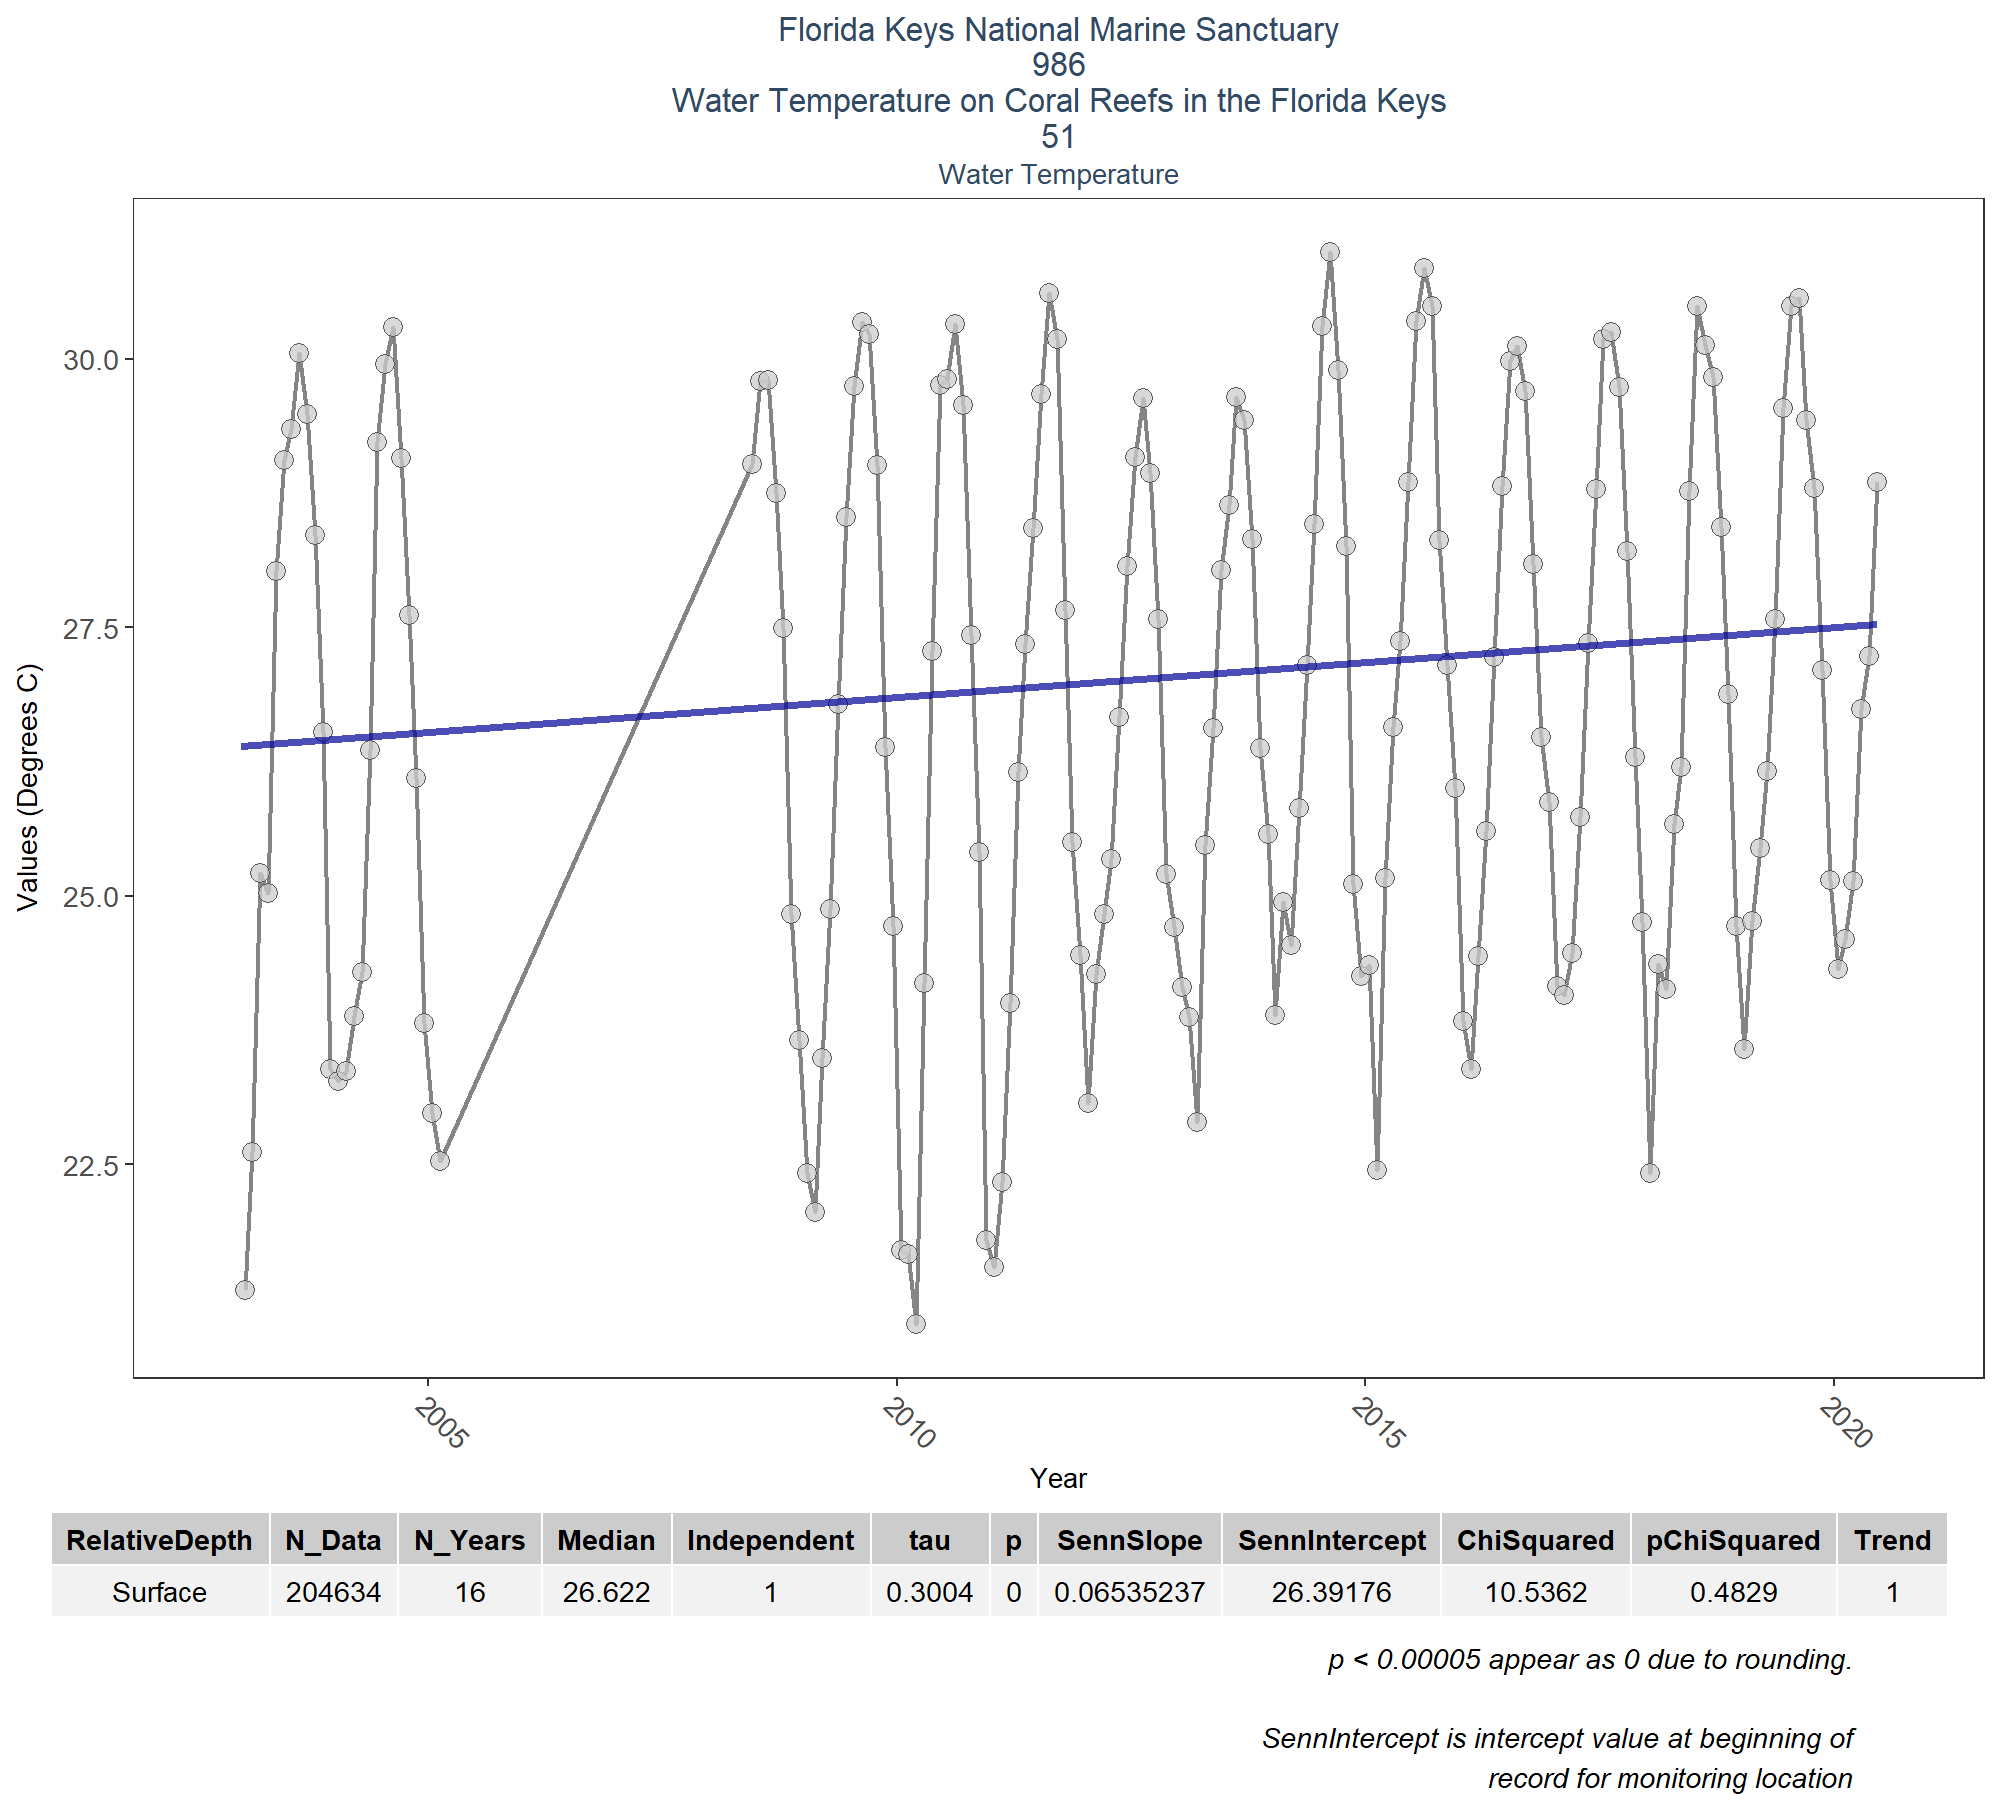 Florida Keys National Marine Sanctuary
986
Water Temperature on Coral Reefs in the Florida Keys
51
Water Temperature
Values (Degrees C)
30.0
27.5
25.0
22.5
2005 2010 2015 2020
Year
RelativeDepth N_Data N_Years Median Independent tau p SennSlope SennIntercept ChiSquared pChiSquared Trend
Surface 204634 16 26.622 1 0.3004 0 0.06535237 26.39176 10.5362 0.4829 1
p < 0.00005 appear as 0 due to rounding.
SennIntercept is intercept value at beginning of
record for monitoring location